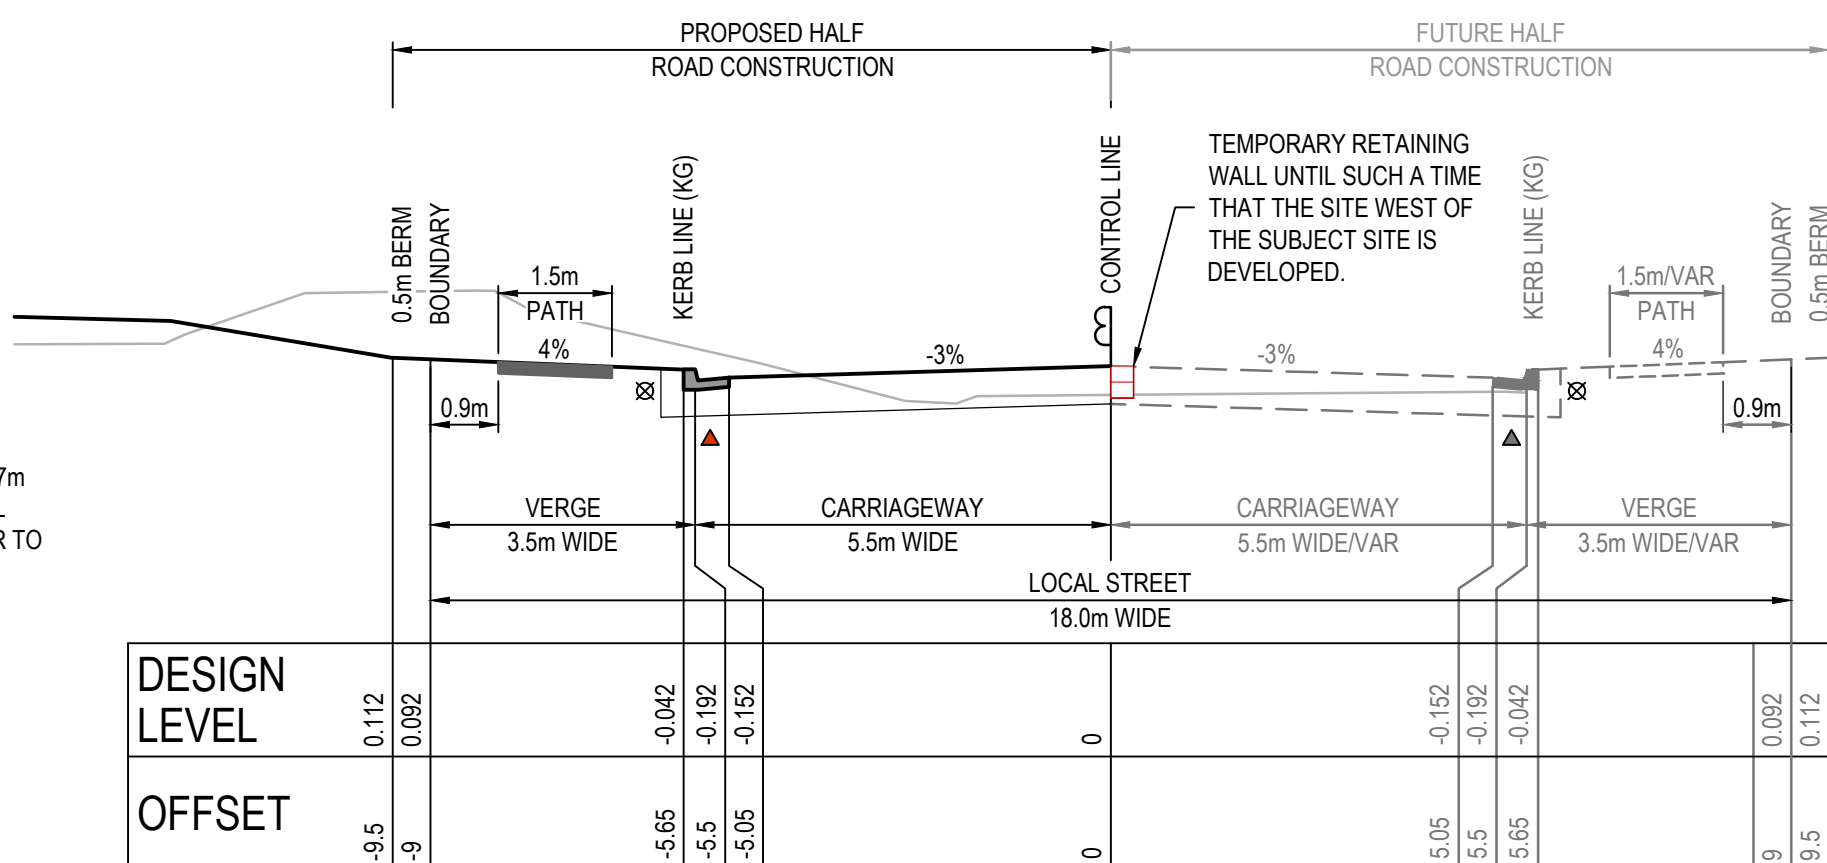 PROPOSED HALF
ROAD CONSTRUCTION
FUTURE HALF
ROAD CONSTRUCTION
0.5m BERM
BOUNDARY
1.5m
PATH
4%
KERB LINE (KG)
-3%
CONTROL LINE
TEMPORARY RETAINING
WALL UNTIL SUCH A TIME
THAT THE SITE WEST OF
THE SUBJECT SITE IS
DEVELOPED.
-3%
KERB LINE (KG)
1.5m/VAR
PATH
4%
BOUNDARY
0.5m BERM
0.9m
0.9m
7m
R TO
VERGE
3.5m WIDE
CARRIAGEWAY
5.5m WIDE
CARRIAGEWAY
5.5m WIDE/VAR
VERGE
3.5m WIDE/VAR
LOCAL STREET
18.0m WIDE
DESIGN
LEVEL
0.112
0.092
-0.042
-0.192
-0.152
0
-0.152
-0.192
-0.042
0.092
0.112
OFFSET
-9.5
-9
-5.65
-5.5
-5.05
0
5.05
5.5
5.65
9
9.5